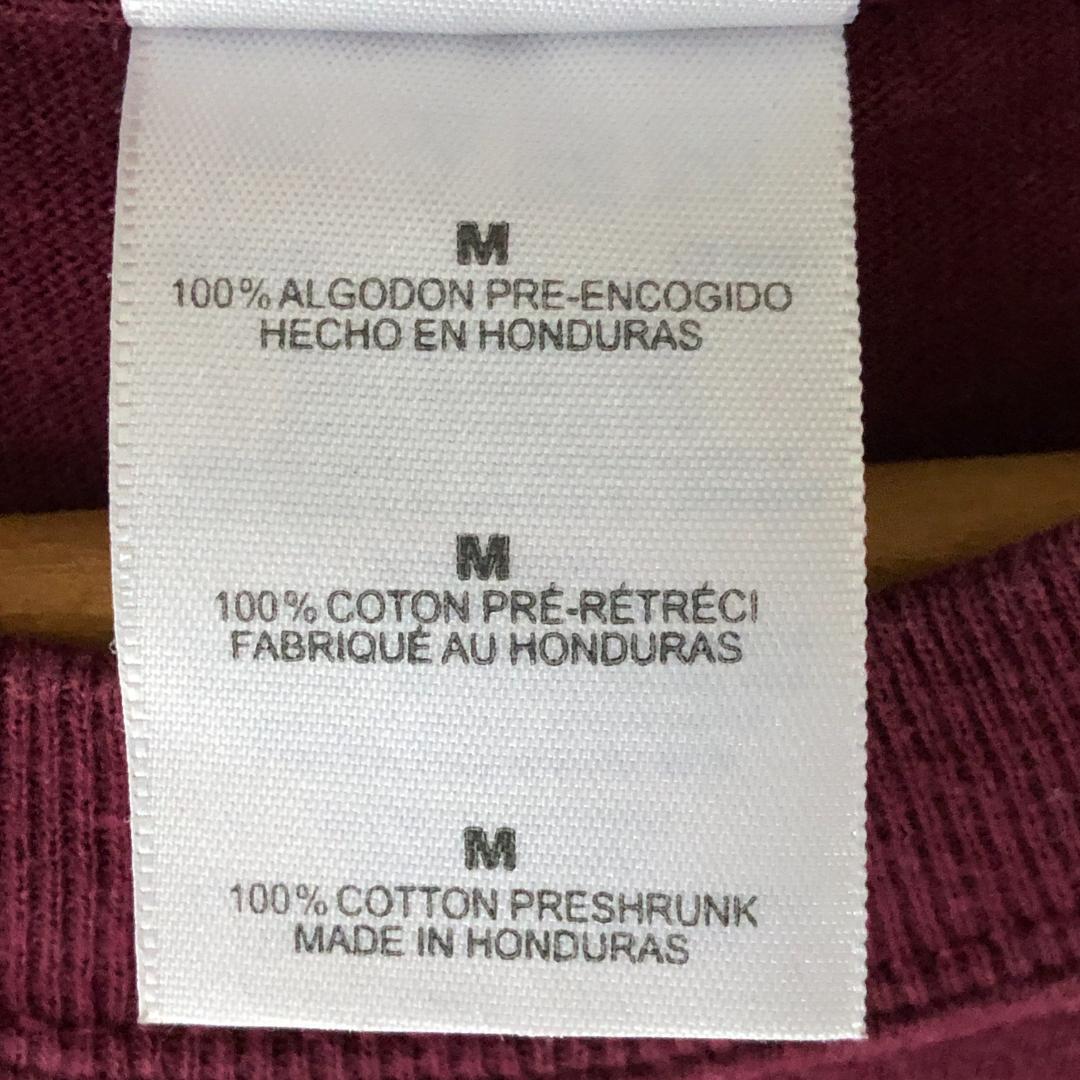 M
100% ALGODON PRE-ENCOGIDO
HECHO EN HONDURAS
M
100% COTON PRÉ-RÉTRÉCI
FABRIQUÉ AU HONDURAS
M
100% COTTON PRESHRUNK
MADE IN HONDURAS